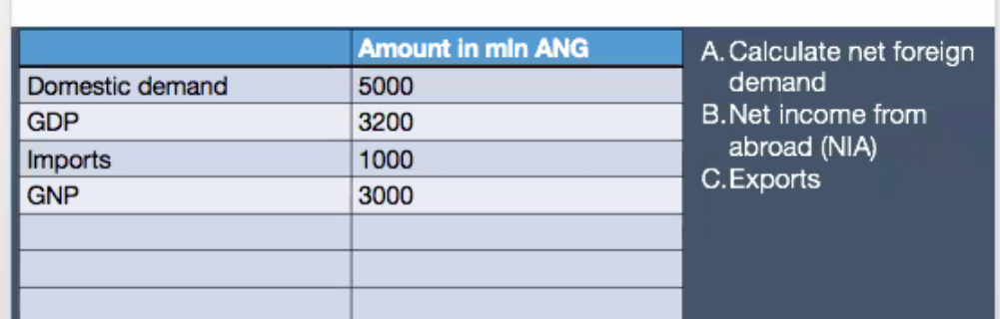 Amount in mln ANG
Domestic demand 5000
GDP 3200
Imports 1000
GNP 3000
A. Calculate net foreign
demand
B. Net income from
abroad (NIA)
C. Exports